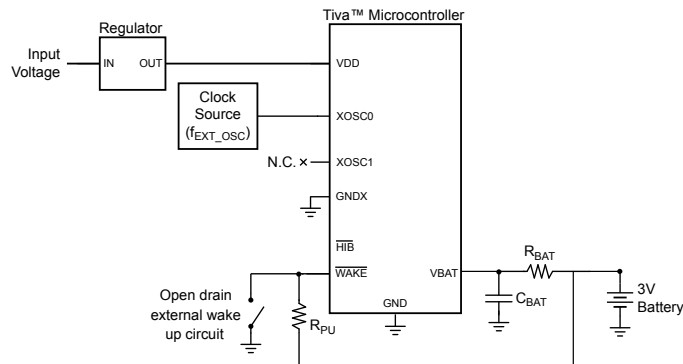 Tiva™ Microcontroller
Regulator
Input
Voltage
IN
OUT
VDD
Clock
Source
(fEXT_OSC)
XOSC0
N.C.
XOSC1
GNDX
HIB
WAKE
VBAT
RBAT
Open drain
external wake
up circuit
RPU
GND
CBAT
3V
Battery